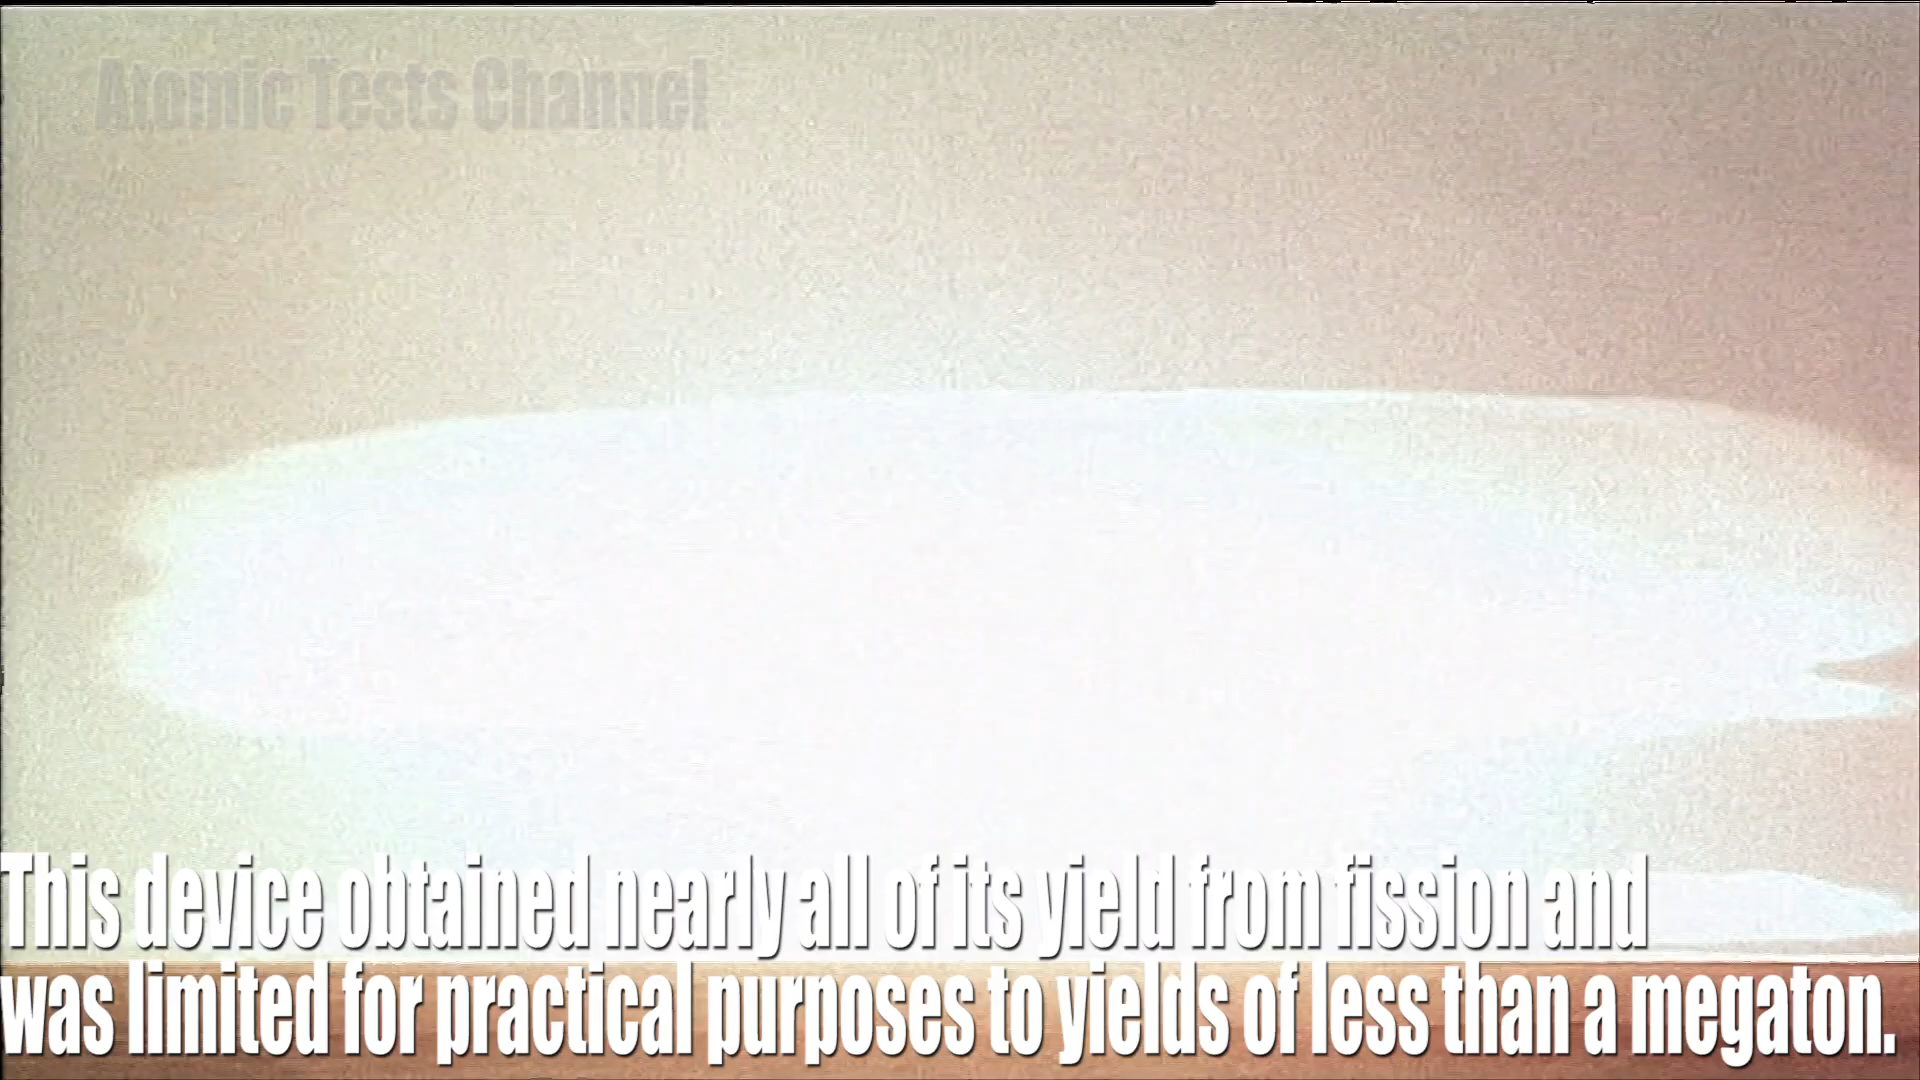 Atomic Tests Channel
This device obtained nearly all of its yield from fission and
was limited for practical purposes to yields of less than a megaton.